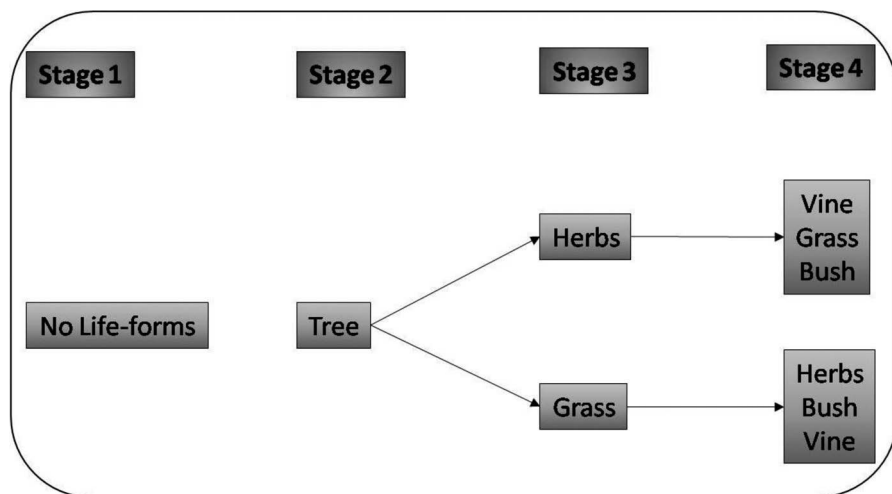 Stage 1
Stage 2
Stage 3
Stage 4
No Life-forms
Tree
Herbs
Grass
Vine
Grass
Bush
Herbs
Bush
Vine